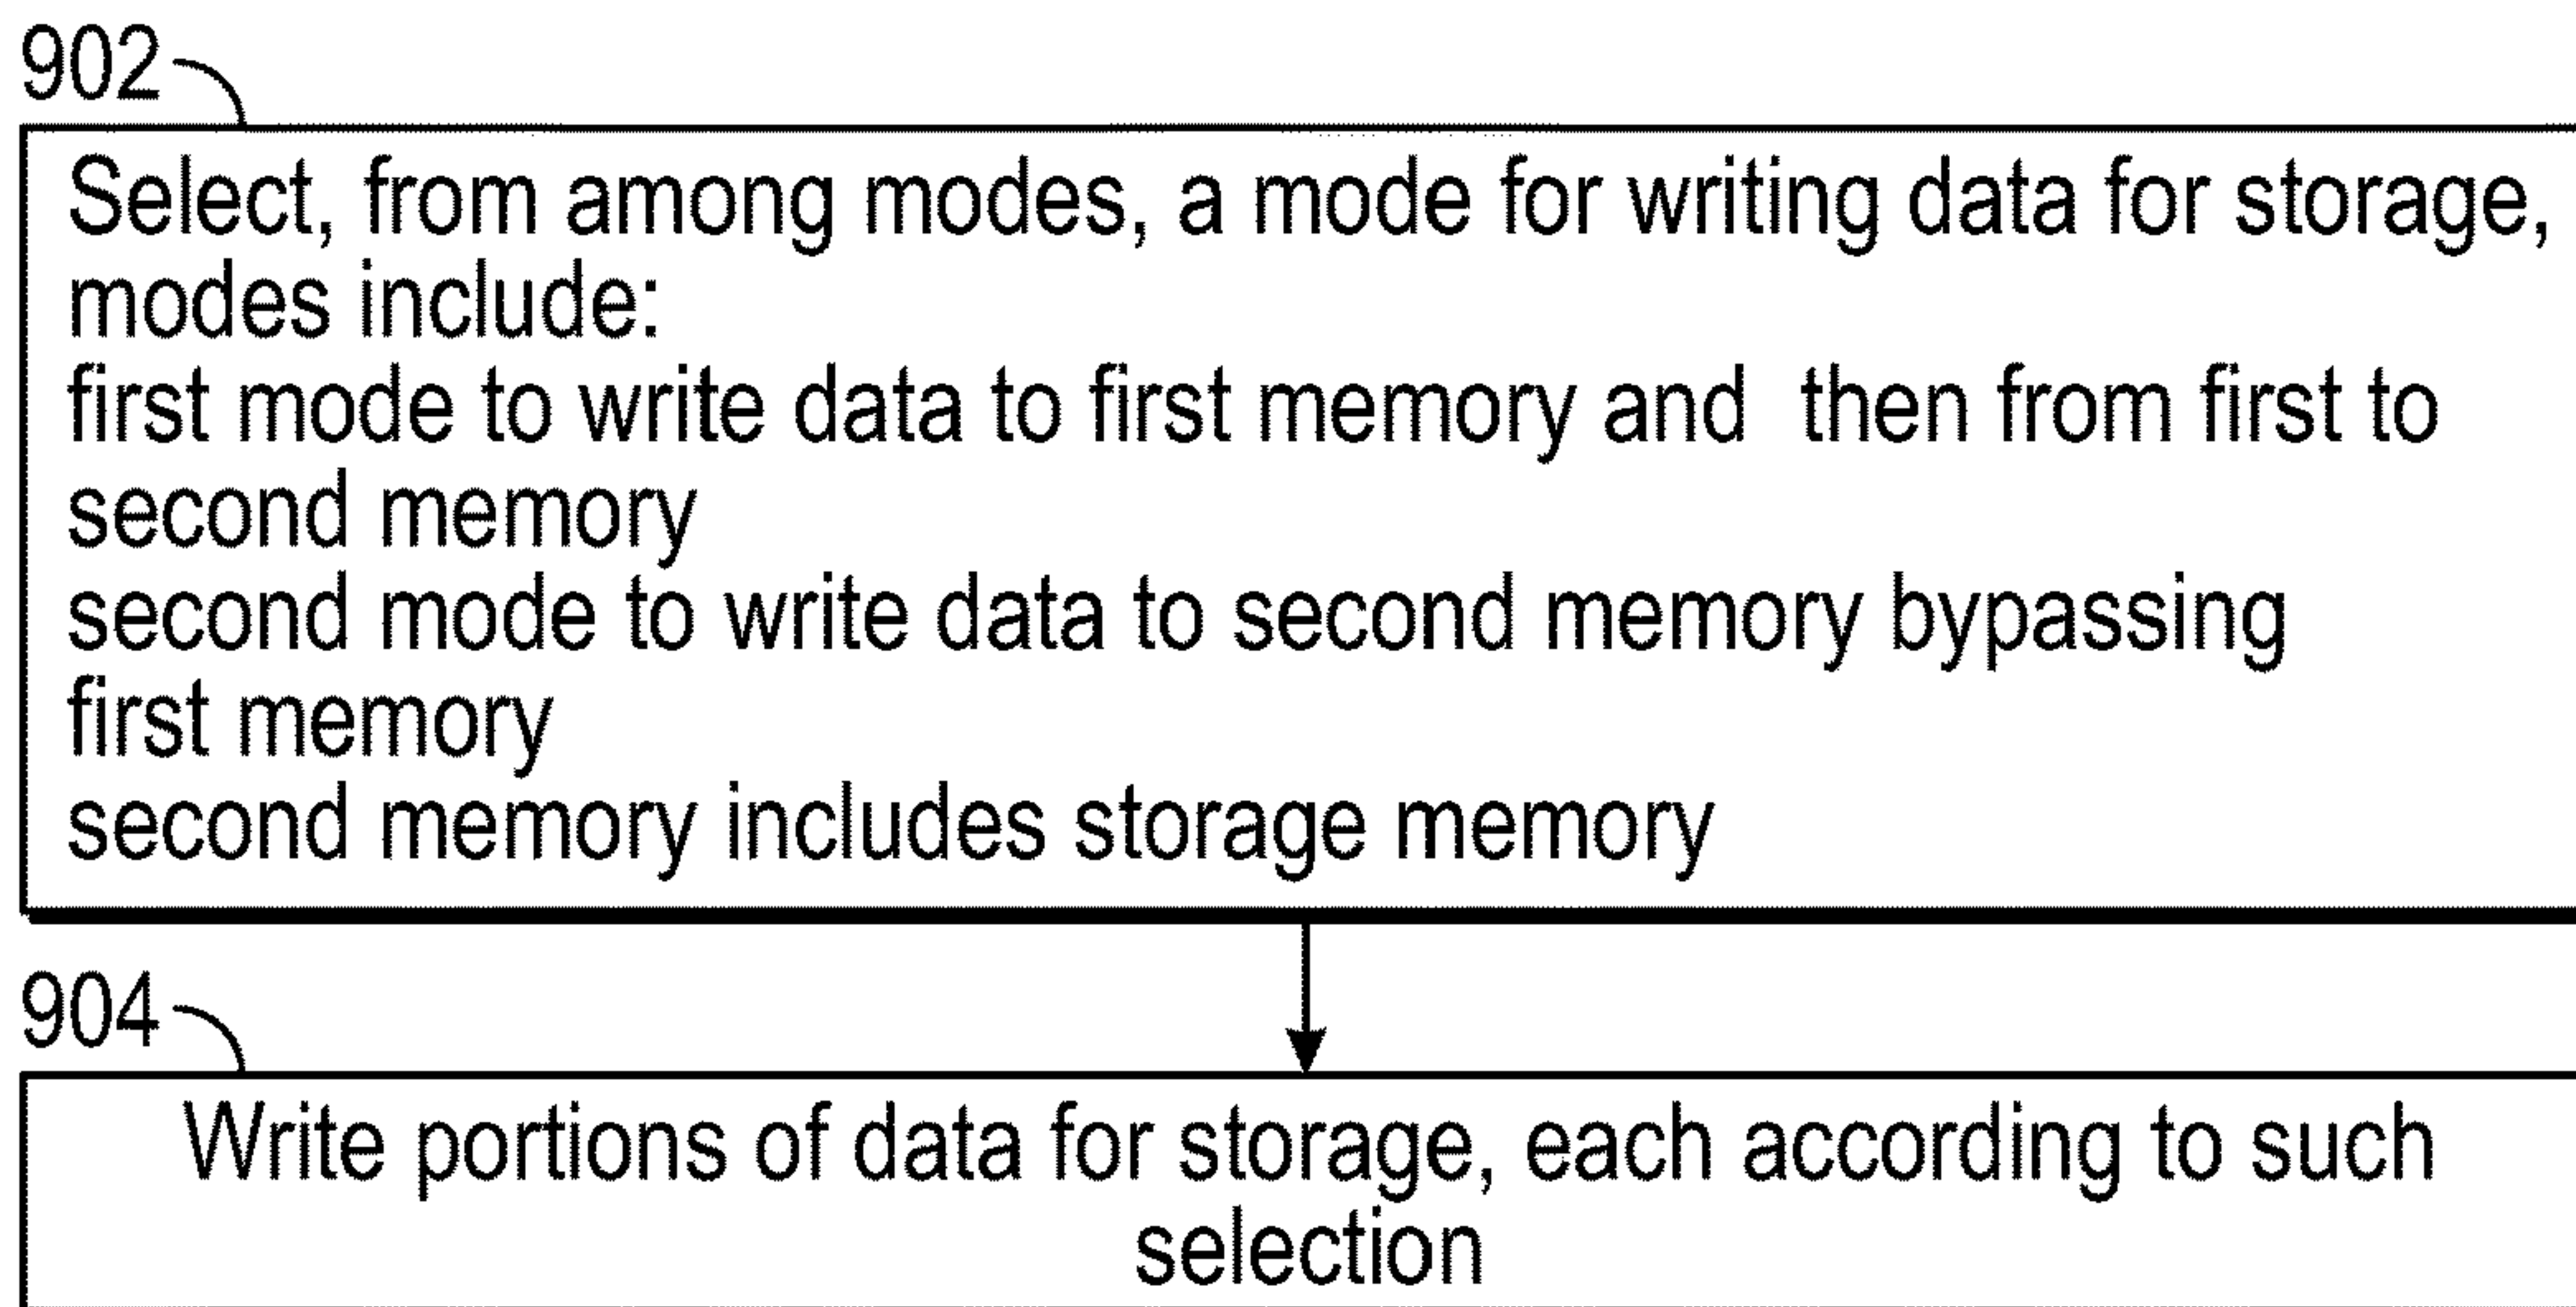 902
Select, from among modes, a mode for writing data for storage,
modes include:
first mode to write data to first memory and then from first to
second memory
second mode to write data to second memory bypassing
first memory
second memory includes storage memory
904
Write portions of data for storage, each according to such
selection